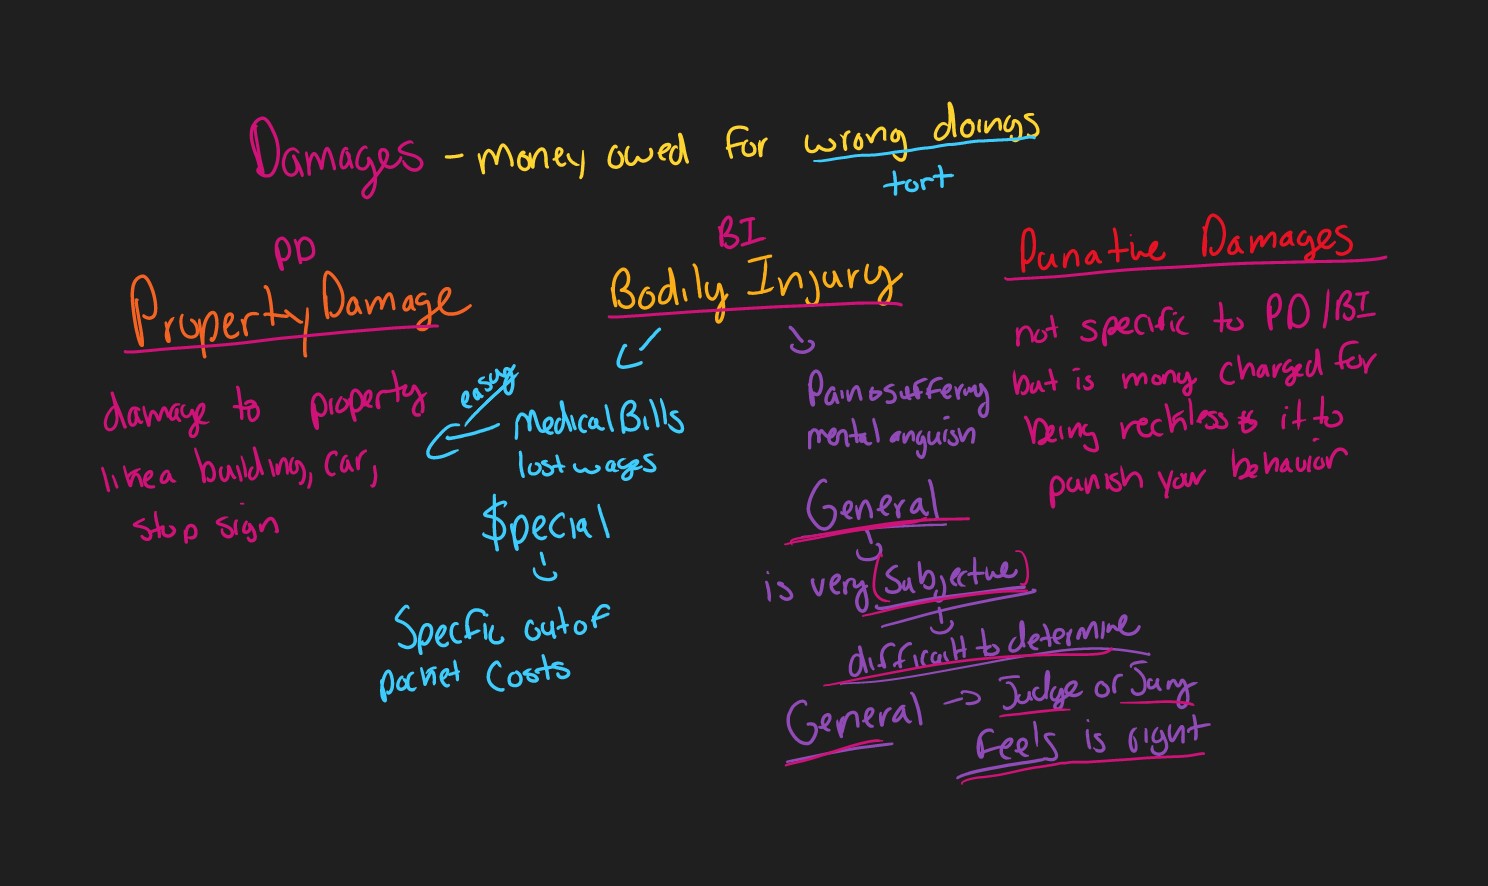 Damages - money owed for wrong doings
tort
PD
Property Damage
damage to property
like a building, car,
stop sign
BI
Bodily Injury
easy
Medical Bills
lost wages
$pecial
Specfic out of
pocket costs
Pain & suffering
mental anguish
General
is very (Subjective)
difficult to determine
General → Judge or Jury
feels is right
Punative Damages
not specific to PD/BI
but is money charged for
being reckless & it to
punish your behavior